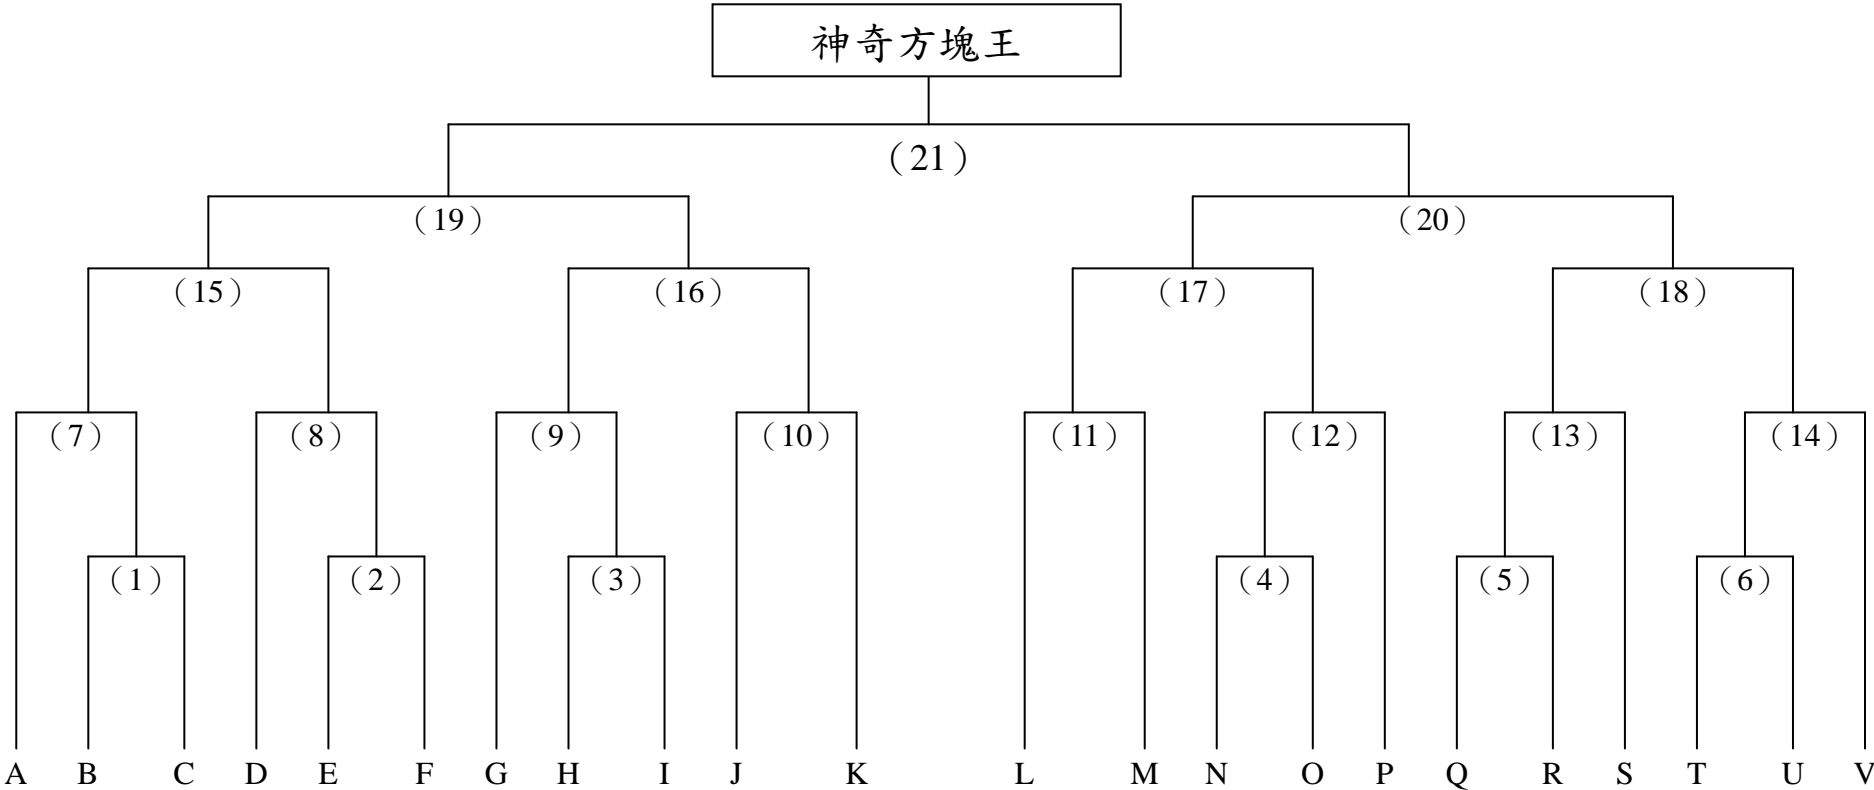 神奇方塊王
（21）
（19） （20）
（15） （16） （17） （18）
（7） （8） （9） （10） （11） （12） （13） （14）
（1） （2） （3） （4） （5） （6）
A B C D E F G H I J K L M N O P Q R S T U V